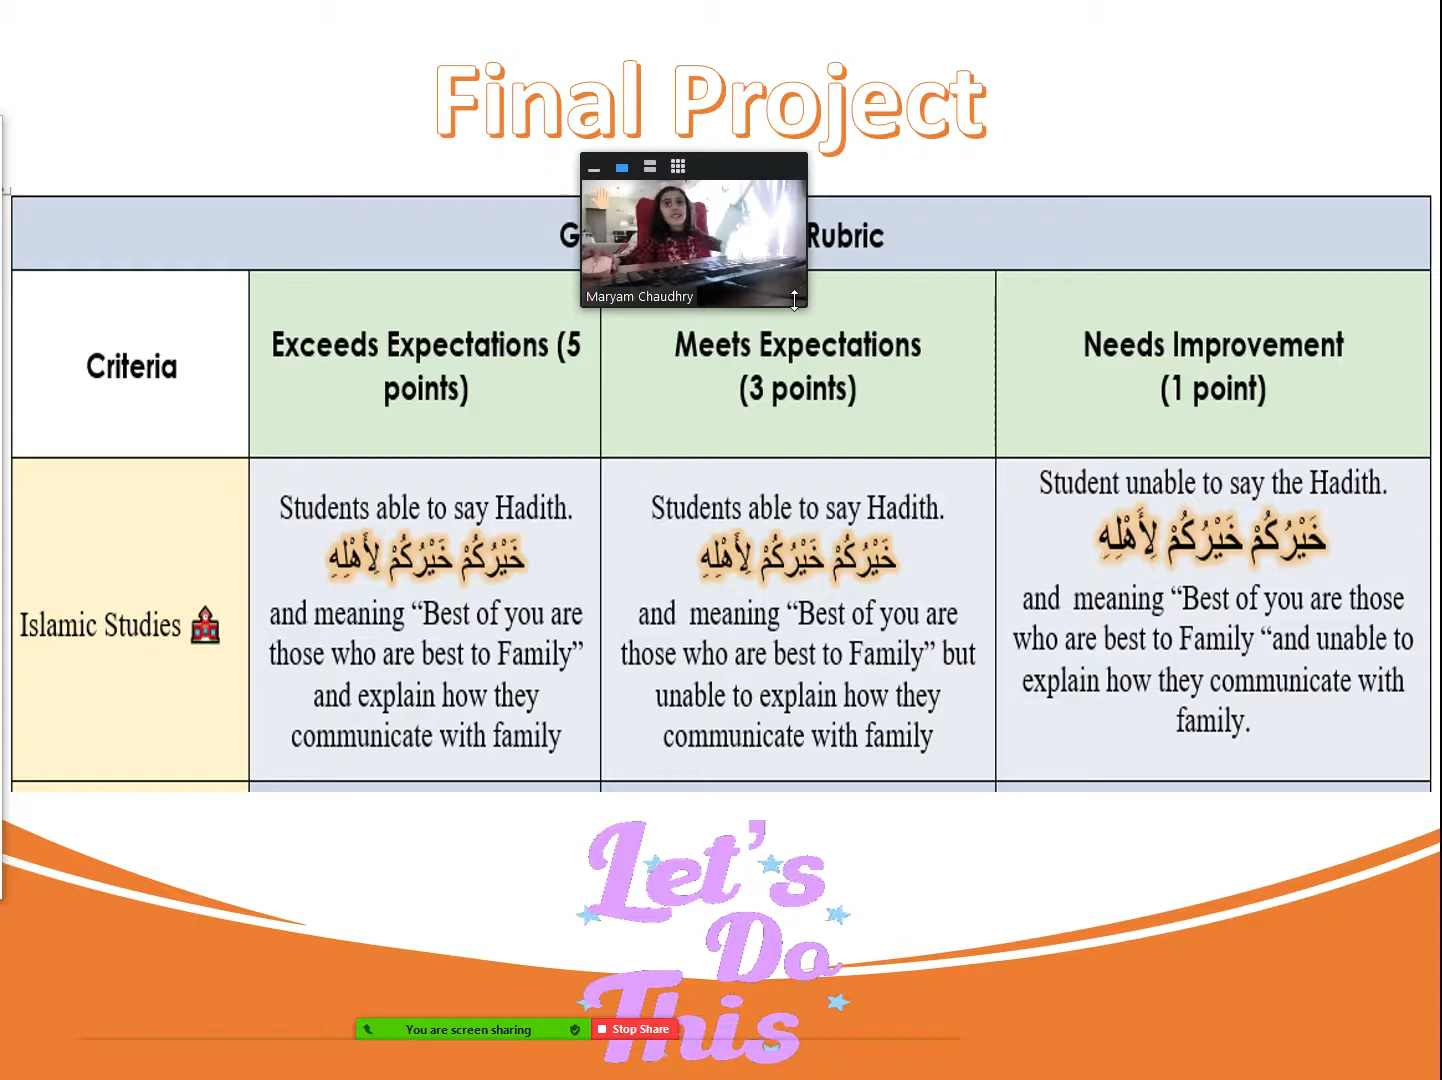 Final Project
Rubric
Maryam Chaudhry
Criteria
Exceeds Expectations (5
points)
Meets Expectations
(3 points)
Needs Improvement
(1 point)
Islamic Studies
Students able to say Hadith.
خَيْرُكُمْ خَيْرُكُمْ لِأَهْلِهِ
and meaning “Best of you are
those who are best to Family”
and explain how they
communicate with family
Students able to say Hadith.
خَيْرُكُمْ خَيْرُكُمْ لِأَهْلِهِ
and meaning “Best of you are
those who are best to Family” but
unable to explain how they
communicate with family
Student unable to say the Hadith.
خَيْرُكُمْ خَيْرُكُمْ لِأَهْلِهِ
and meaning “Best of you are those
who are best to Family “and unable to
explain how they communicate with
family.
Let's
Do
This
You are screen sharing
Stop Share